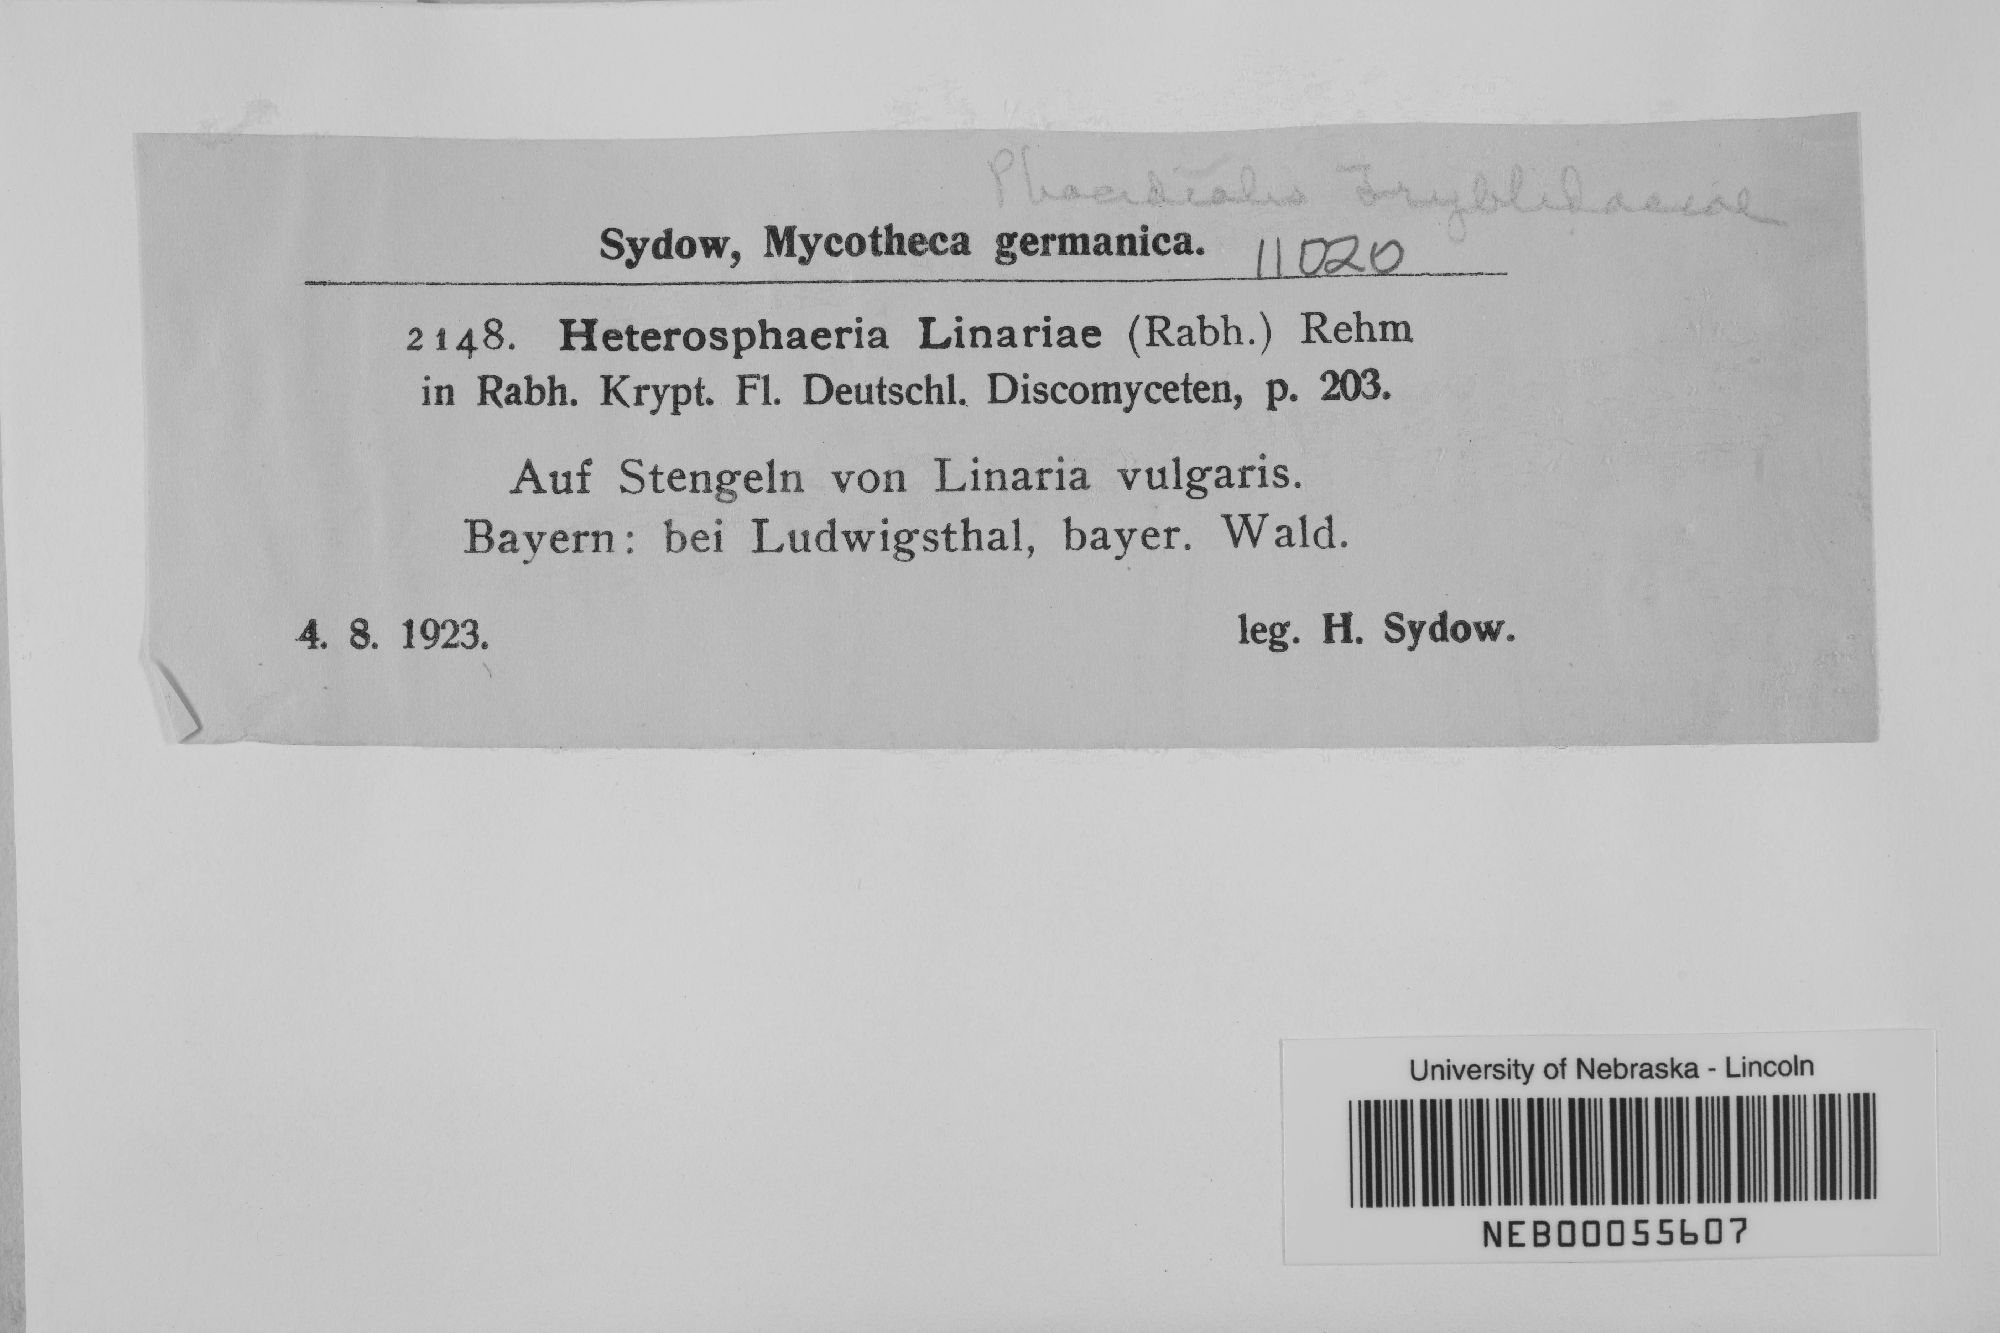 Phacidiales Tryblidaceae
Sydow, Mycotheca germanica. 11020
2148. Heterosphaeria Linariae (Rabh.) Rehm
in Rabh. Krypt. Fl. Deutschl. Discomyceten, p. 203.
Auf Stengeln von Linaria vulgaris.
Bayern: bei Ludwigsthal, bayer. Wald.
4. 8. 1923. leg. H. Sydow.
University of Nebraska - Lincoln
NEB00055607